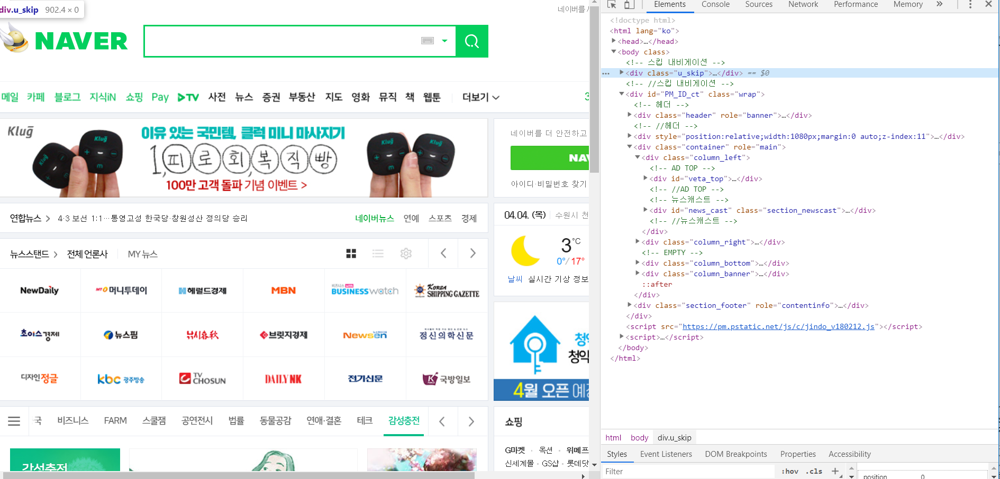 div.u_skip 902.4 × 0
네이버를
NAVER
메일 카페 블로그 지식iN 쇼핑 Pay TV 사전 뉴스 증권 부동산 지도 영화 뮤직 책 웹툰 더보기
Klug
이유 있는 국민템, 클럭 미니 마사지기
1,피로회,복직빵
100만 고객 돌파 기념 이벤트 >
네이버를 더 안전하고
NAV
아이디·비밀번호 찾기
연합뉴스 > 4·3 보선 1:1…통영고성 한국당·창원성산 정의당 승리
네이버뉴스 연예 스포츠 경제
04.04. (목) 수원시 천
3°C
0°/ 17°
날씨 실시간 기상 정보
뉴스스탠드 > 전체 언론사 MY 뉴스
NewDaily MTO 머니투데이 헤럴드경제 MBN 비즈니스 watch BUSINESS watch KOREA SHIPPING GAZETTE
초이스경제 뉴스핌 낚시춘추 브릿지경제 Newsen 정신의학신문
디자인정글 kbc 광주방송 TV CHOSUN DAILY NK 전기신문 국방일보
청약
4월 오픈 예정
국 비즈니스 FARM 스쿨잼 공연전시 법률 동물공감 연애·결혼 테크 감성충전
쇼핑
G마켓 · 옥션 · 위메프
신세계몰 · GS샵 · 롯데닷
감성충전
Elements Console Sources Network Performance Memory »
<!doctype html>
<html lang="ko">
<head>…</head>
<body class>
<!-- 스킵 내비게이션 -->
<div class="u_skip">…</div> == $0
<!-- //스킵 내비게이션 -->
<div id="PM_ID_ct" class="wrap">
<!-- 헤더 -->
<div class="header" role="banner">…</div>
<!-- //헤더 -->
<div style="position:relative;width:1080px;margin:0 auto;z-index:11">…</div>
<div class="container" role="main">
<div class="column_left">
<!-- AD TOP -->
<div id="veta_top">…</div>
<!-- //AD TOP -->
<!-- 뉴스캐스트 -->
<div id="news_cast" class="section_newscast">…</div>
<!-- //뉴스캐스트 -->
</div>
<div class="column_right">…</div>
<!-- EMPTY -->
<div class="column_bottom">…</div>
<div class="column_banner">…</div>
::after
</div>
<div class="section_footer" role="contentinfo">…</div>
</div>
<script src="https://pm.pstatic.net/js/c/jindo_v180212.js"></script>
<script>…</script>
</body>
</html>
html body div.u_skip
Styles Event Listeners DOM Breakpoints Properties Accessibility
Filter :hov .cls +
position 0